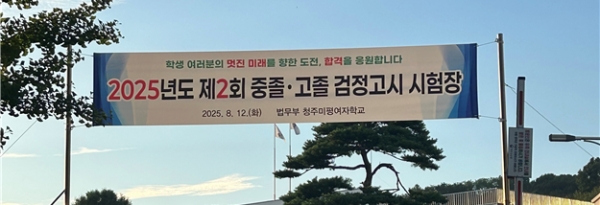 학생 여러분의 멋진 미래를 향한 도전, 합격을 응원합니다
2025년도 제2회 중졸·고졸 검정고시 시험장
2025. 8. 12.(화) 법무부 청주미평여자학교